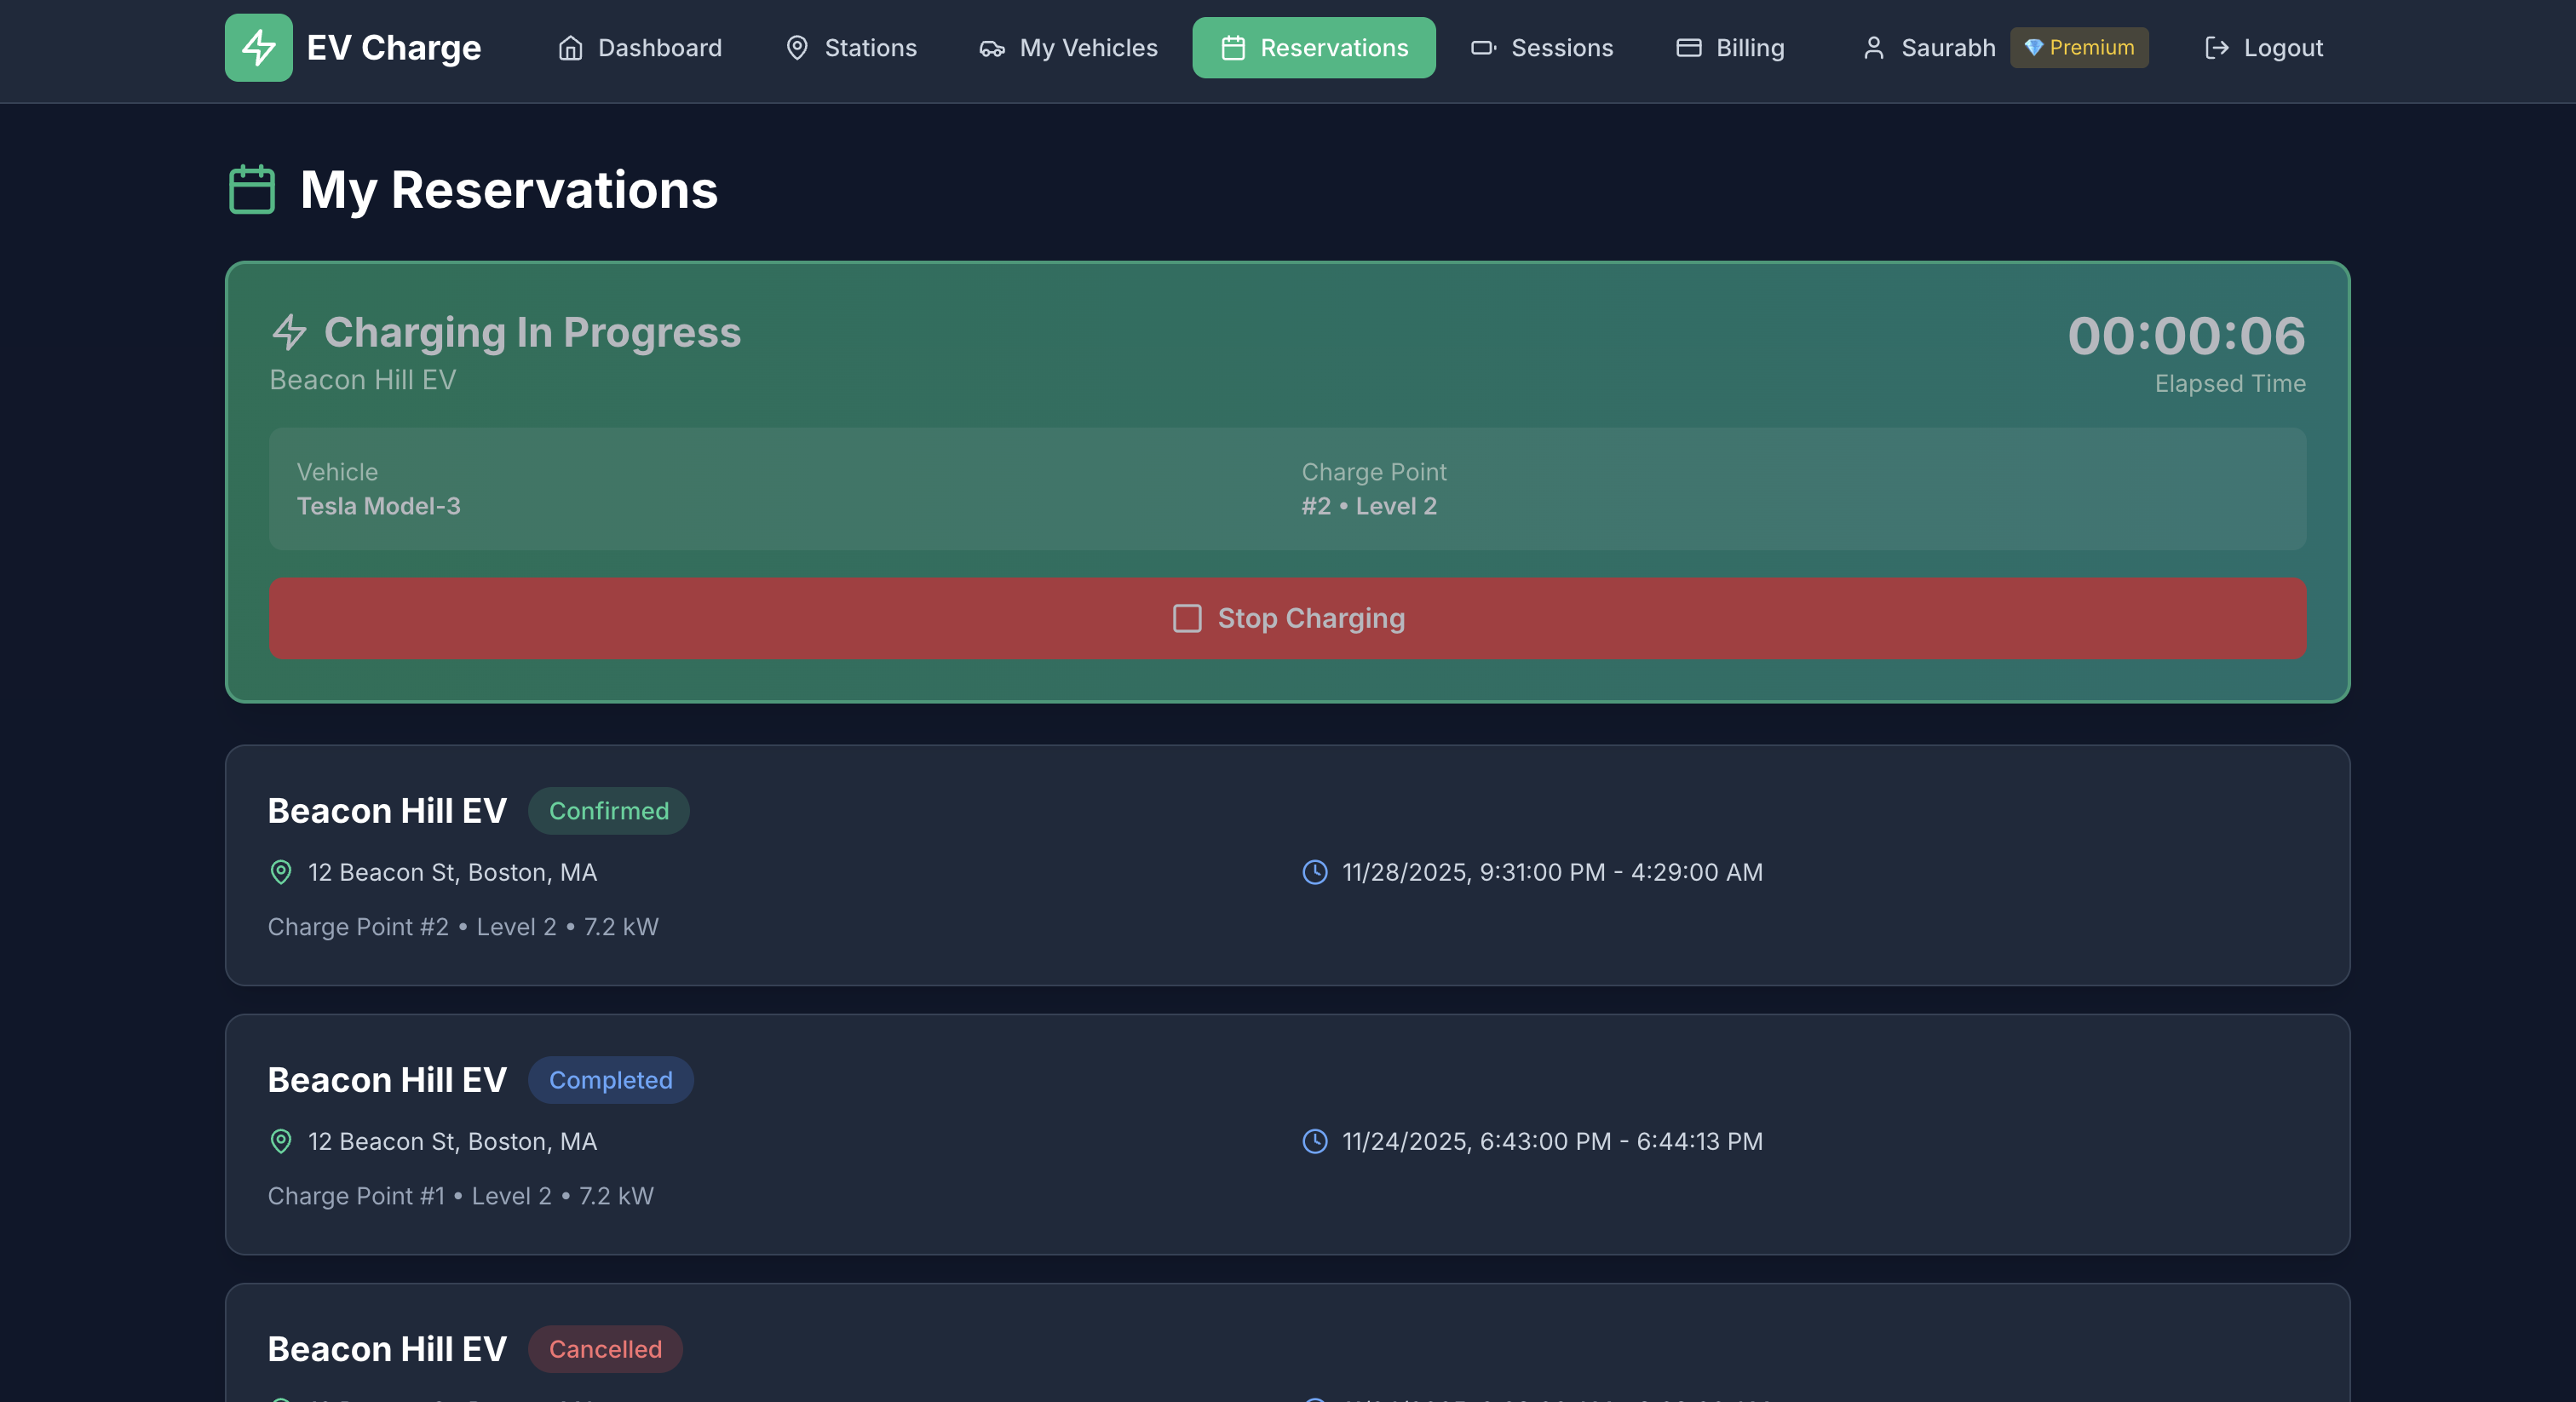 EV Charge
Dashboard
Stations
My Vehicles
Reservations
Sessions
Billing
Saurabh
Premium
Logout
My Reservations
Charging In Progress
Beacon Hill EV
00:00:06
Elapsed Time
Vehicle
Tesla Model-3
Charge Point
#2 • Level 2
Stop Charging
Beacon Hill EV
Confirmed
12 Beacon St, Boston, MA
11/28/2025, 9:31:00 PM - 4:29:00 AM
Charge Point #2 • Level 2 • 7.2 kW
Beacon Hill EV
Completed
12 Beacon St, Boston, MA
11/24/2025, 6:43:00 PM - 6:44:13 PM
Charge Point #1 • Level 2 • 7.2 kW
Beacon Hill EV
Cancelled